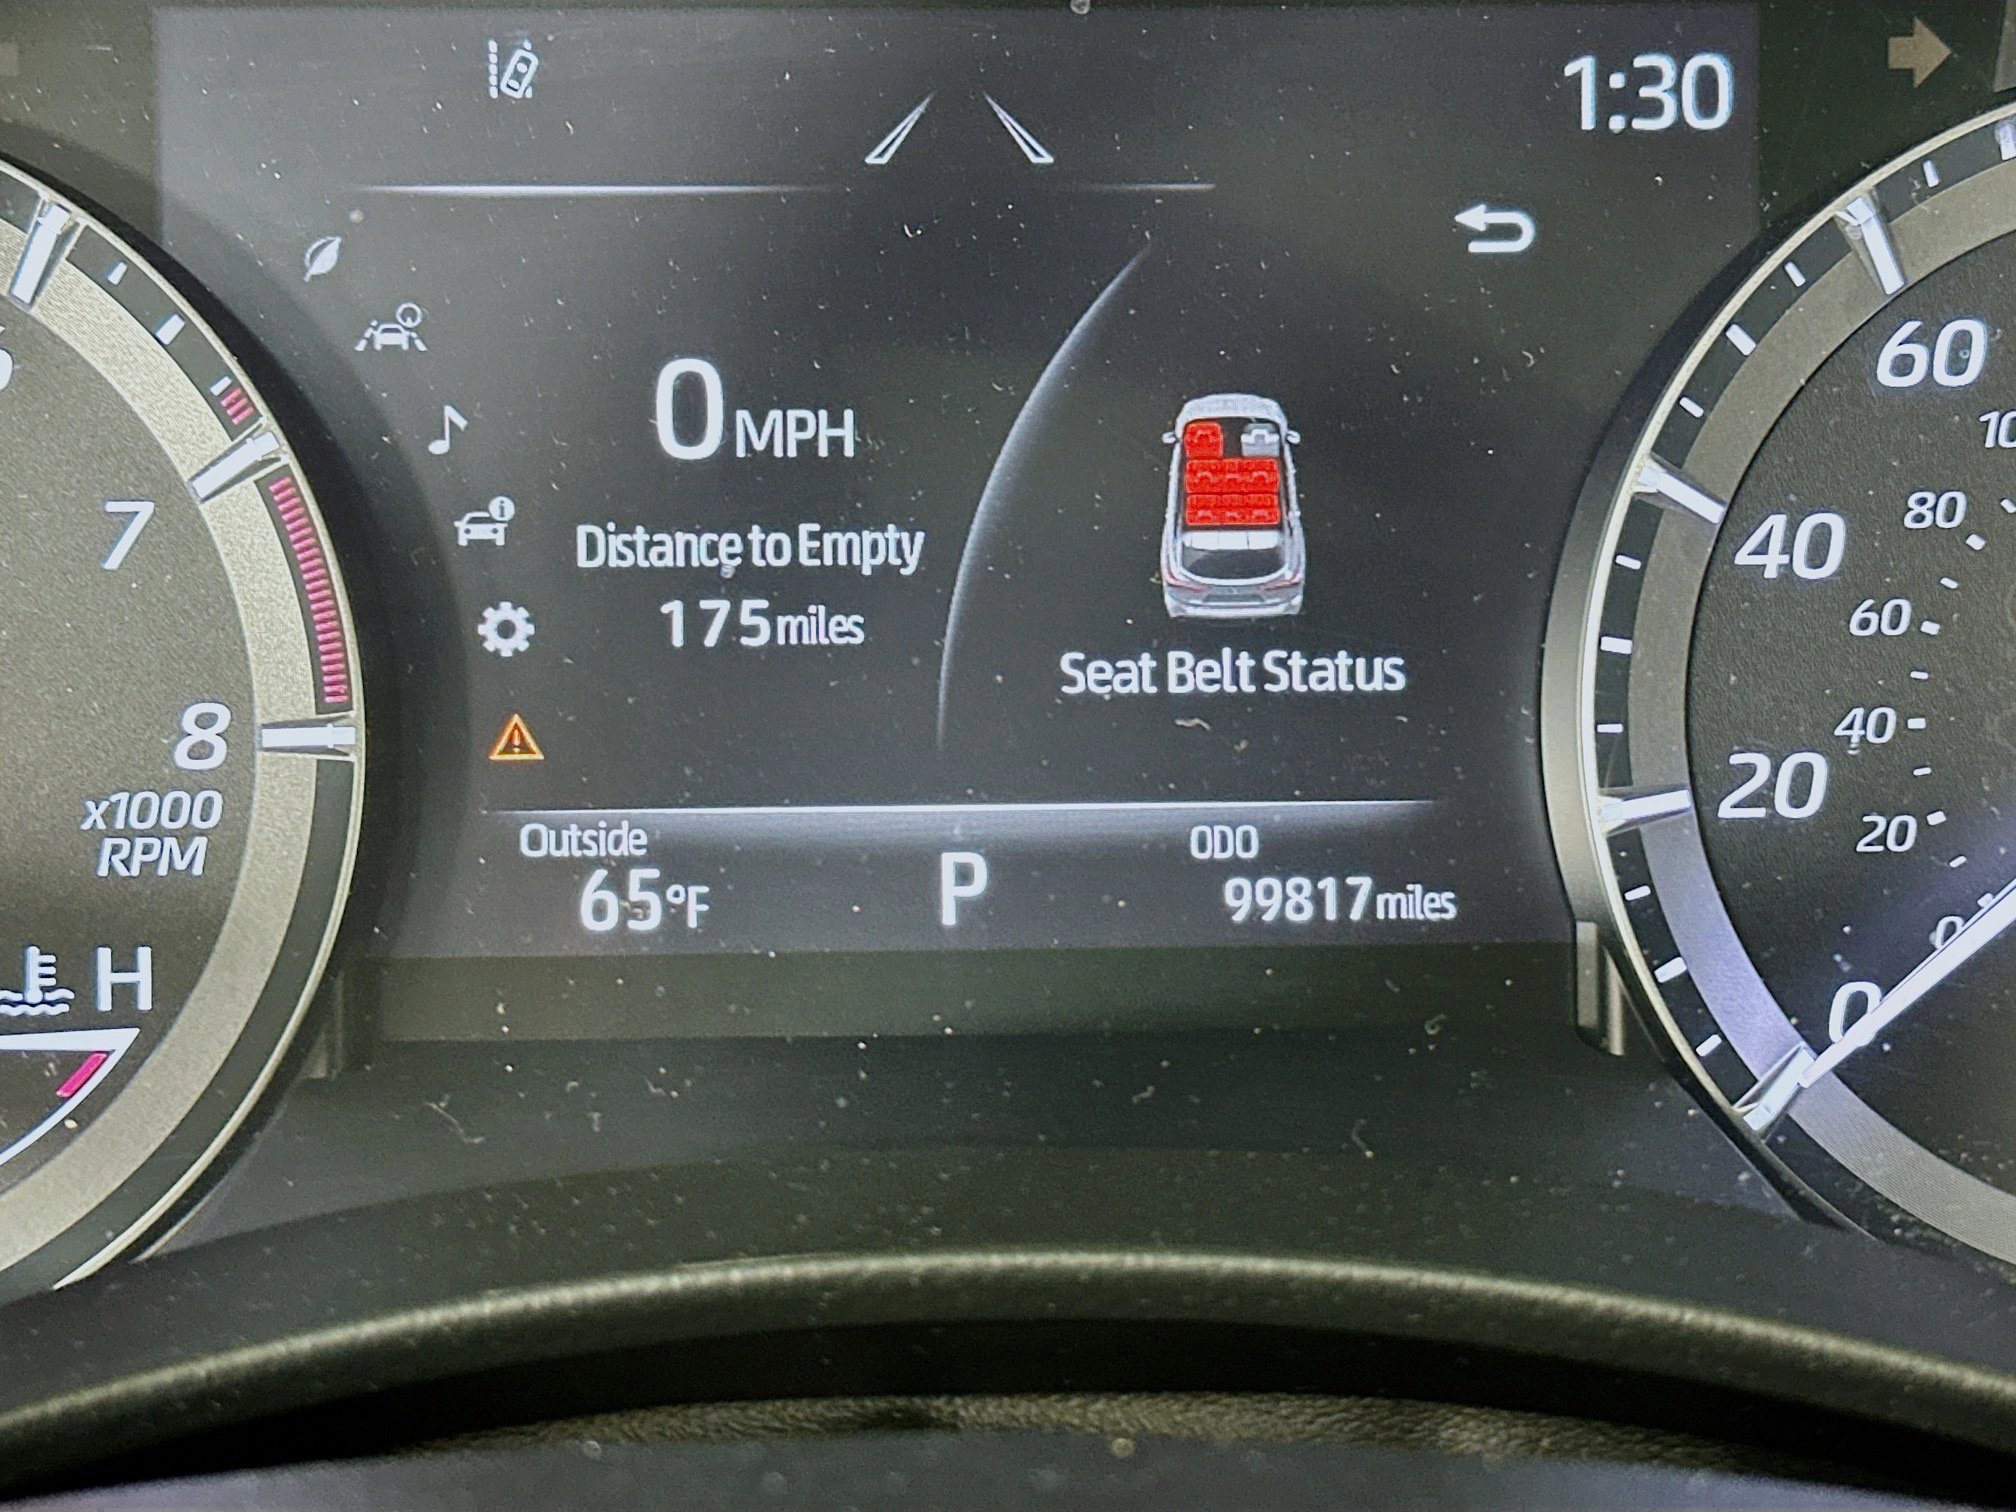 1:30
0 MPH
Distance to Empty
175 miles
Seat Belt Status
Outside
65°F
P
ODO
99817 miles
7
8
x1000
RPM
H
60
40
20
0
80
60
40
20